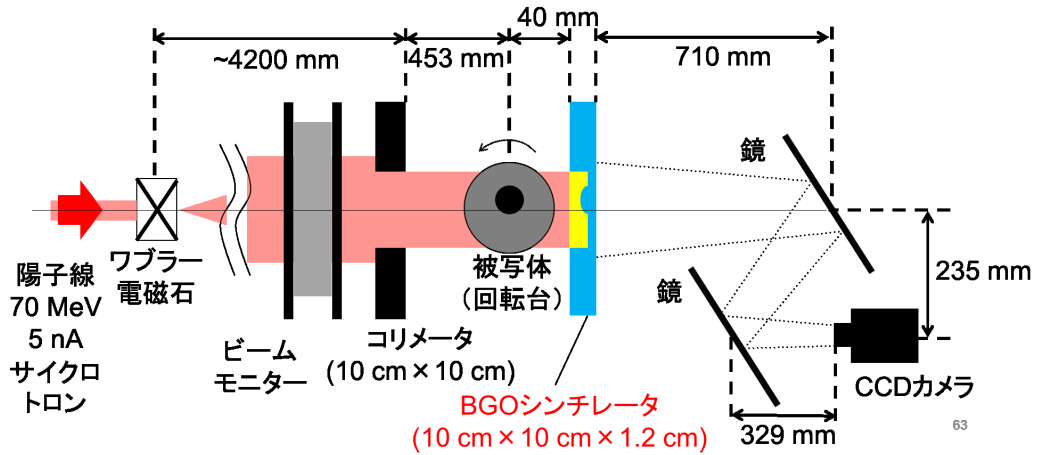 40 mm
~4200 mm
453 mm
710 mm
鏡
陽子線
70 MeV
5 nA
サイクロ
トロン
ワブラー
電磁石
ビーム
モニター
コリメータ
(10 cm×10 cm)
被写体
（回転台）
鏡
235 mm
CCDカメラ
BGOシンチレータ
(10 cm×10 cm×1.2 cm)
329 mm
63